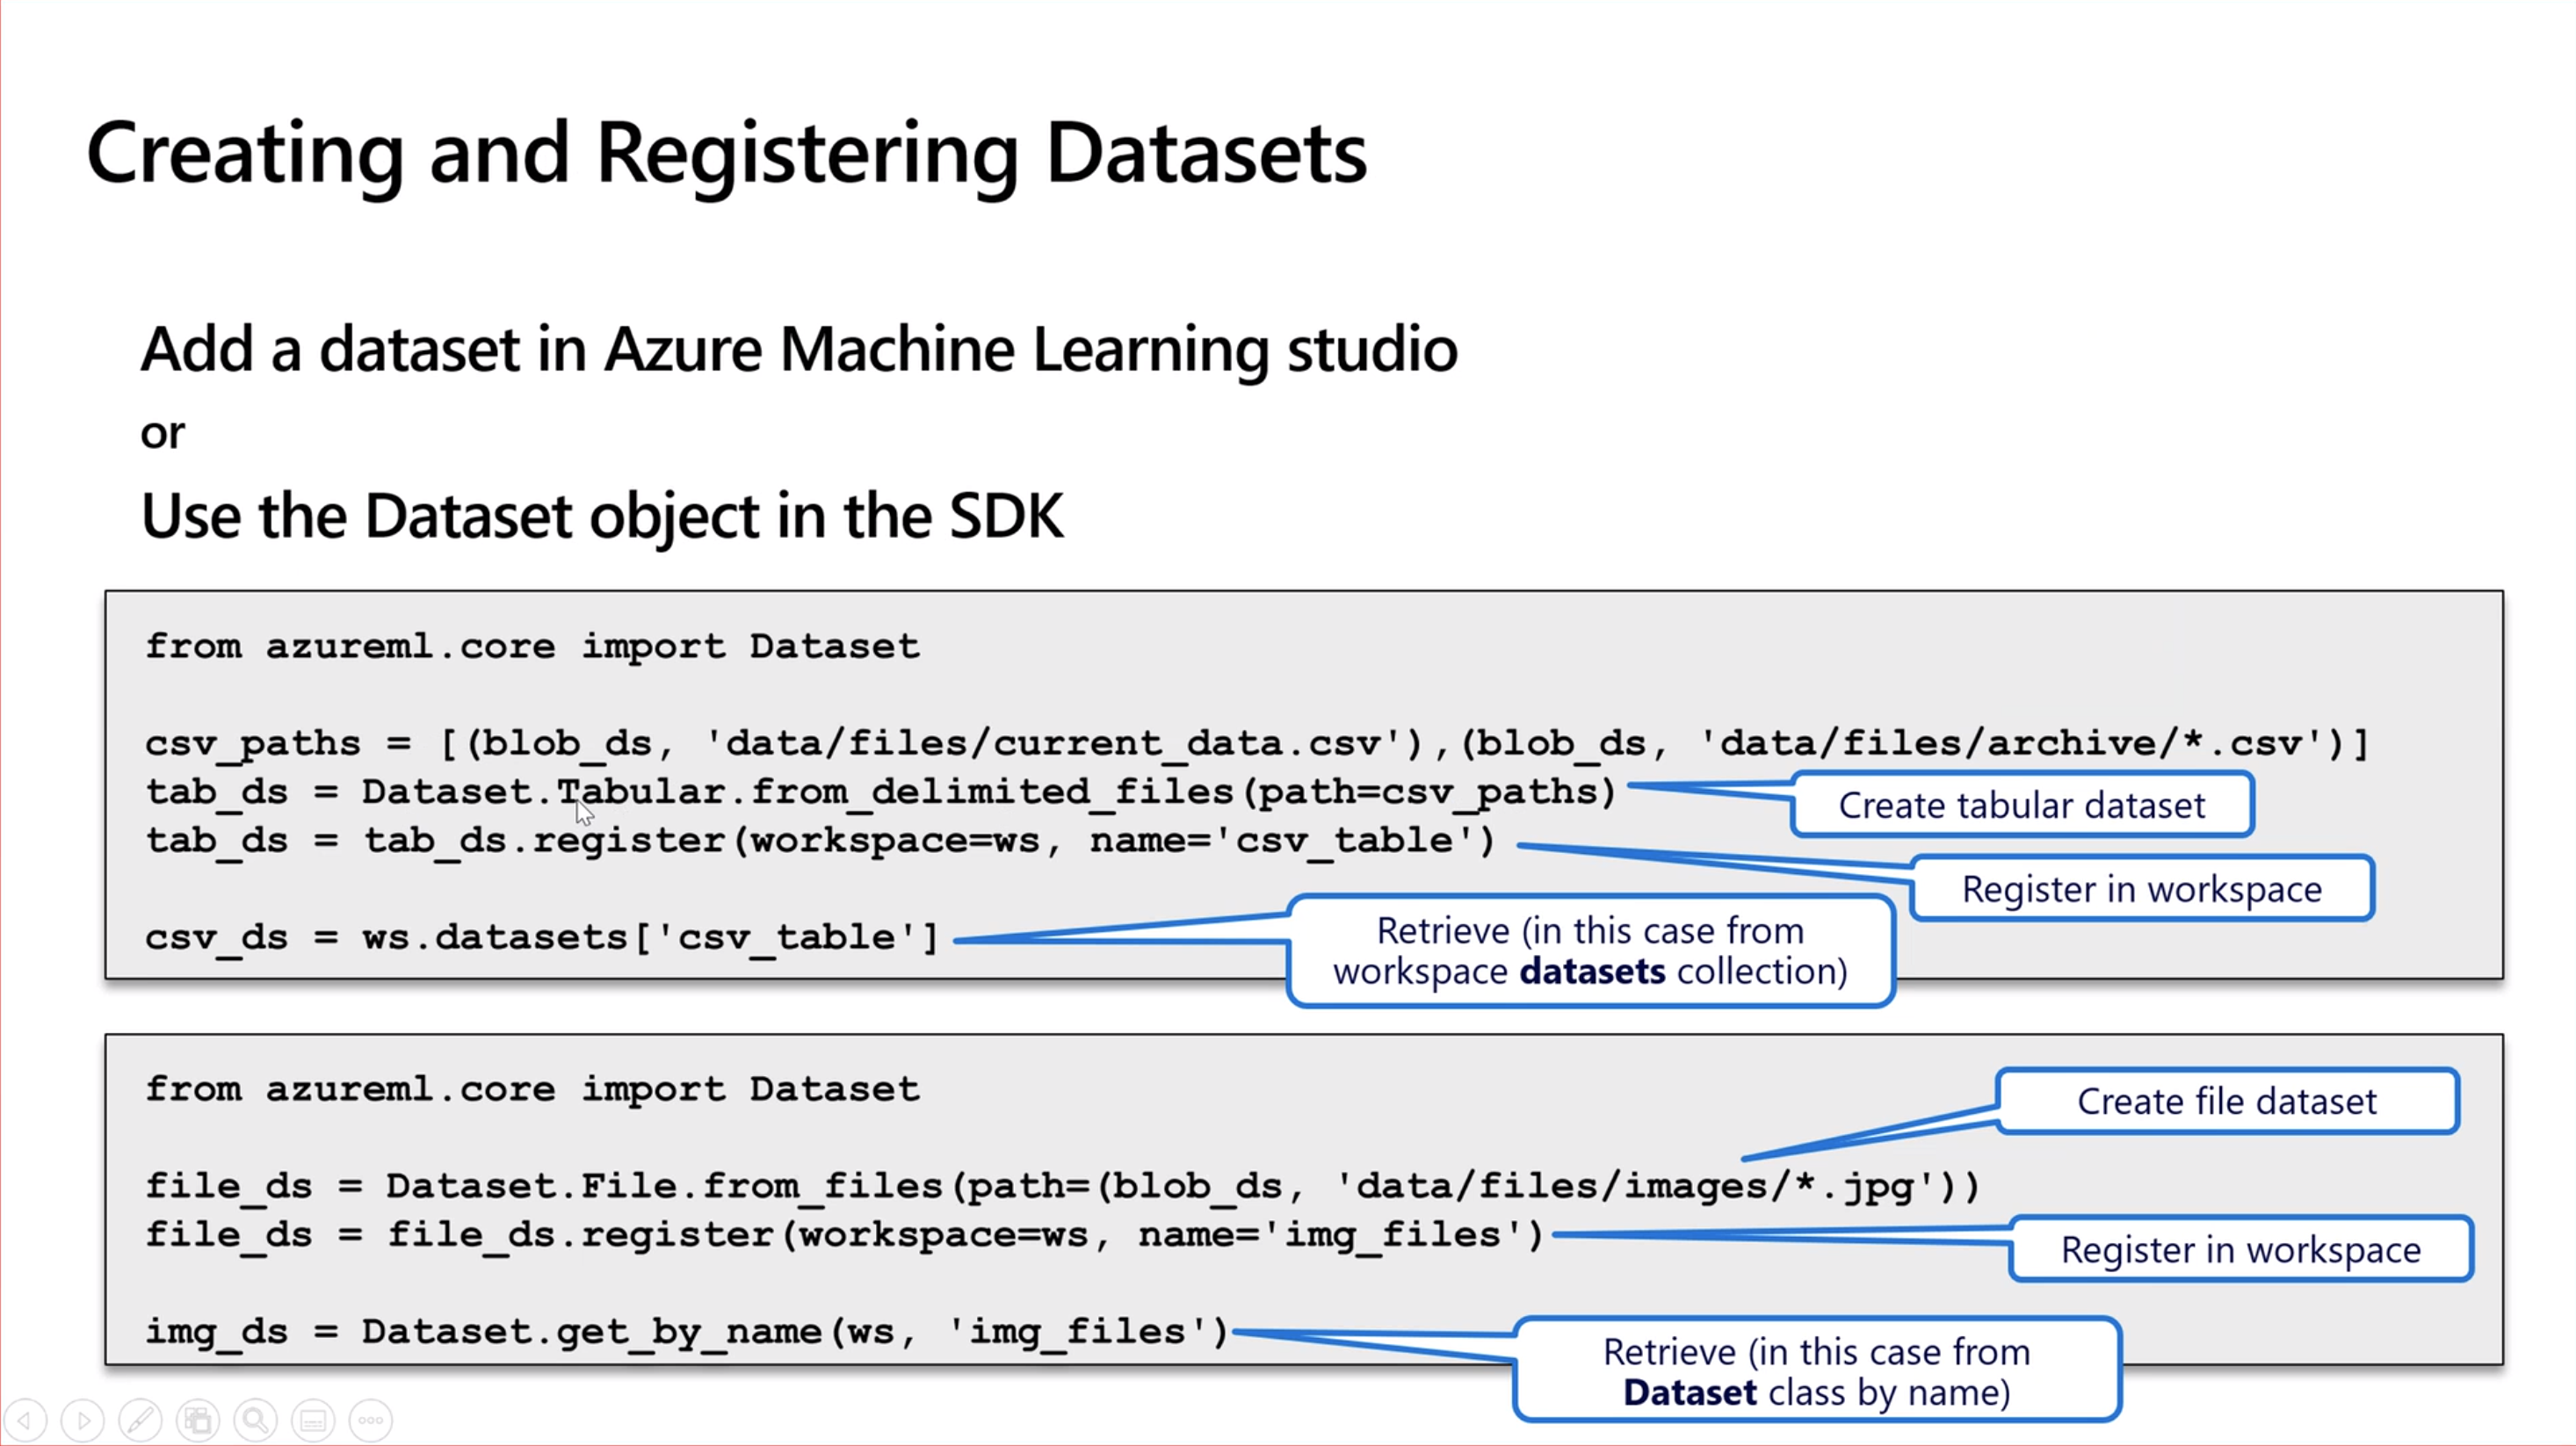 Creating and Registering Datasets
Add a dataset in Azure Machine Learning studio
or
Use the Dataset object in the SDK
from azureml.core import Dataset
csv_paths = [(blob_ds, 'data/files/current_data.csv'),(blob_ds, 'data/files/archive/*.csv')]
tab_ds = Dataset.Tabular.from_delimited_files(path=csv_paths)
Create tabular dataset
tab_ds = tab_ds.register(workspace=ws, name='csv_table')
Register in workspace
csv_ds = ws.datasets['csv_table']
Retrieve (in this case from
workspace datasets collection)
from azureml.core import Dataset
Create file dataset
file_ds = Dataset.File.from_files(path=(blob_ds, 'data/files/images/*.jpg'))
file_ds = file_ds.register(workspace=ws, name='img_files')
Register in workspace
img_ds = Dataset.get_by_name(ws, 'img_files')
Retrieve (in this case from
Dataset class by name)